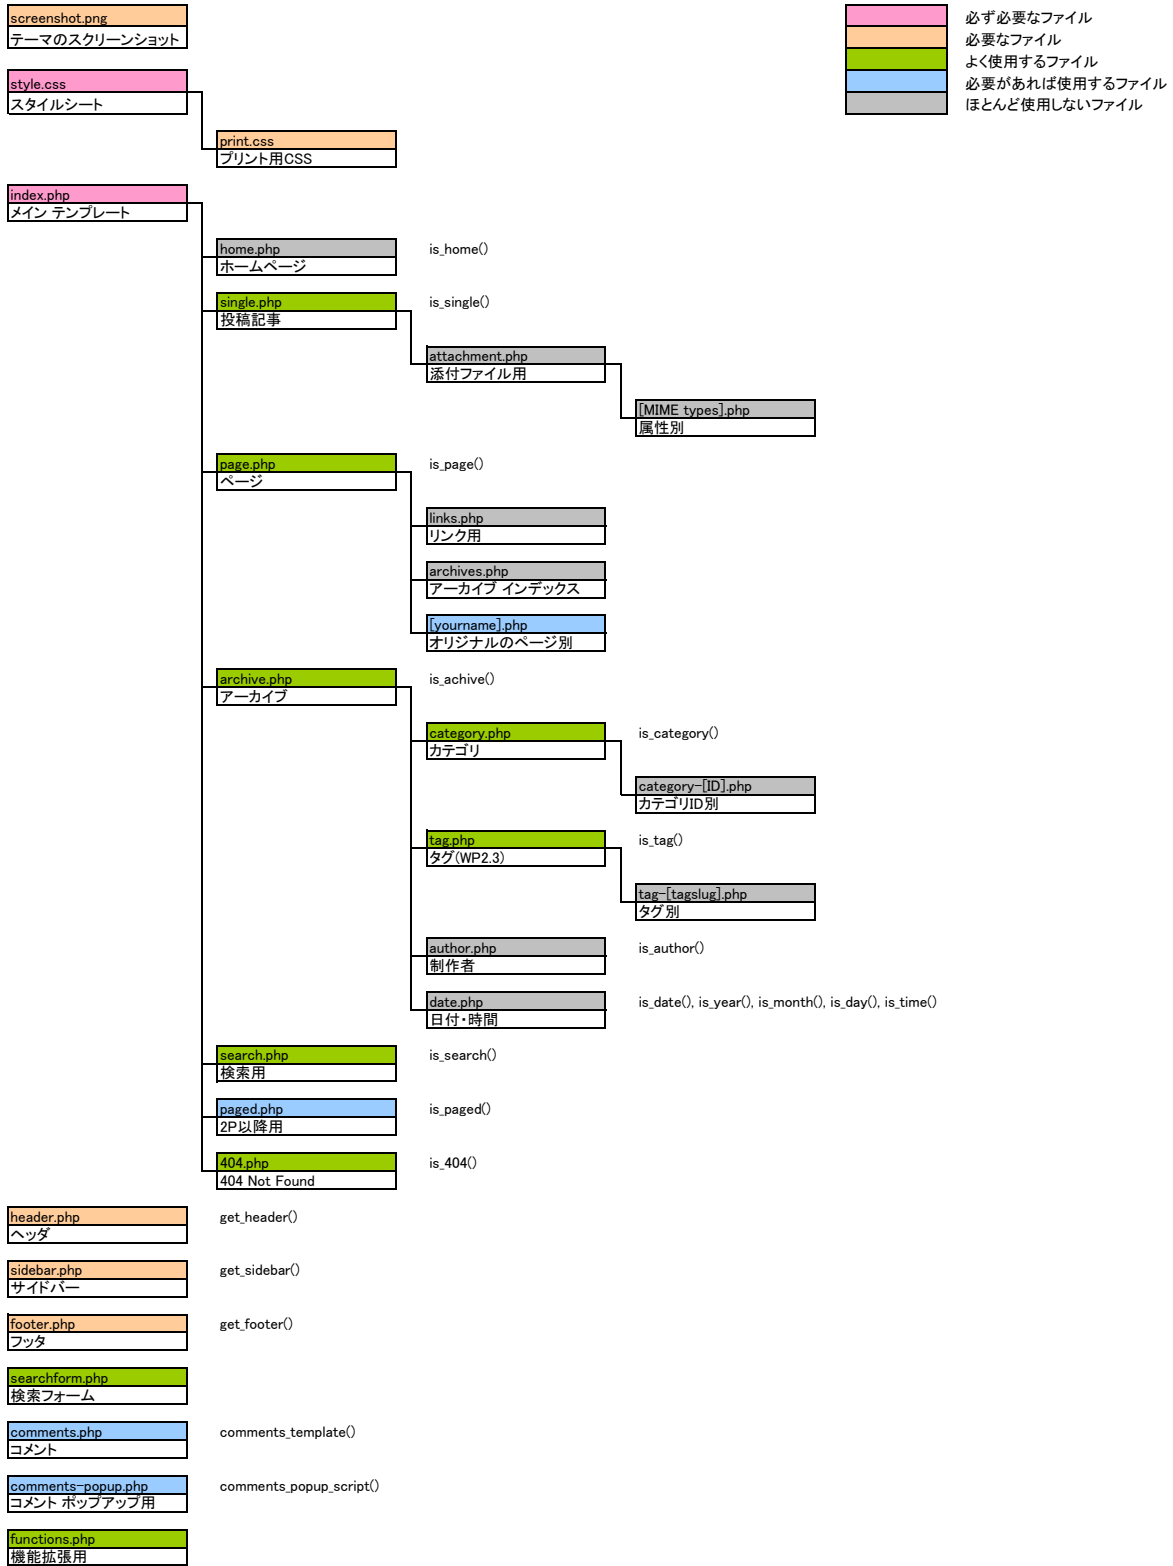 screenshot.png
テーマのスクリーンショット
必ず必要なファイル
必要なファイル
よく使用するファイル
必要があれば使用するファイル
ほとんど使用しないファイル
style.css
スタイルシート
print.css
プリント用CSS
index.php
メイン テンプレート
home.php
ホームページ
is_home()
single.php
投稿記事
is_single()
attachment.php
添付ファイル用
[MIME types].php
属性別
page.php
ページ
is_page()
links.php
リンク用
archives.php
アーカイブ インデックス
[yourname].php
オリジナルのページ別
archive.php
アーカイブ
is_achive()
category.php
カテゴリ
is_category()
category-[ID].php
カテゴリID別
tag.php
タグ(WP2.3)
is_tag()
tag-[tagslug].php
タグ別
author.php
制作者
is_author()
date.php
日付・時間
is_date(), is_year(), is_month(), is_day(), is_time()
search.php
検索用
is_search()
paged.php
2P以降用
is_paged()
404.php
404 Not Found
is_404()
header.php
ヘッダ
get_header()
sidebar.php
サイドバー
get_sidebar()
footer.php
フッタ
get_footer()
searchform.php
検索フォーム
comments.php
コメント
comments_template()
comments-popup.php
コメント ポップアップ用
comments_popup_script()
functions.php
機能拡張用